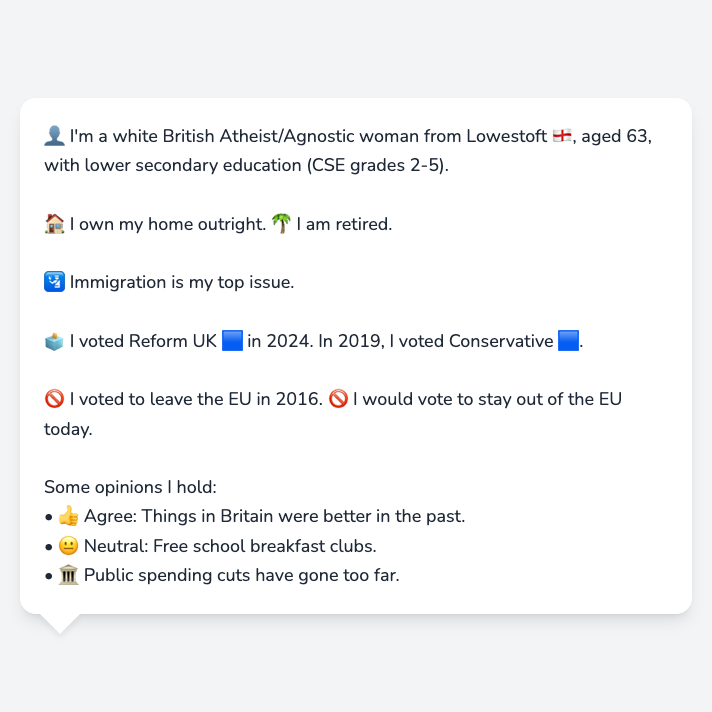 👤 I'm a white British Atheist/Agnostic woman from Lowestoft 🏴󠁧󠁢󠁥󠁮󠁧󠁿, aged 63,
with lower secondary education (CSE grades 2-5).
🏠 I own my home outright. 🌴 I am retired.
🛂 Immigration is my top issue.
🗳️ I voted Reform UK 🟦 in 2024. In 2019, I voted Conservative 🟦.
🚫 I voted to leave the EU in 2016. 🚫 I would vote to stay out of the EU
today.
Some opinions I hold:
• 👍 Agree: Things in Britain were better in the past.
• 😐 Neutral: Free school breakfast clubs.
• 🏛️ Public spending cuts have gone too far.